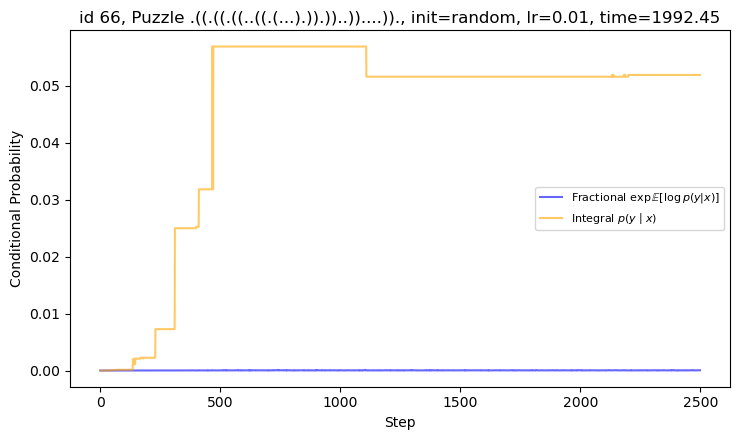 id 66, Puzzle .((.((.((..((.(...).)).))..))....))., init=random, lr=0.01, time=1992.45
Conditional Probability
0.05
0.04
0.03
0.02
0.01
0.00
Fractional exp𝔼[log p(y|x)]
Integral p(y | x)
0
500
1000
1500
2000
2500
Step